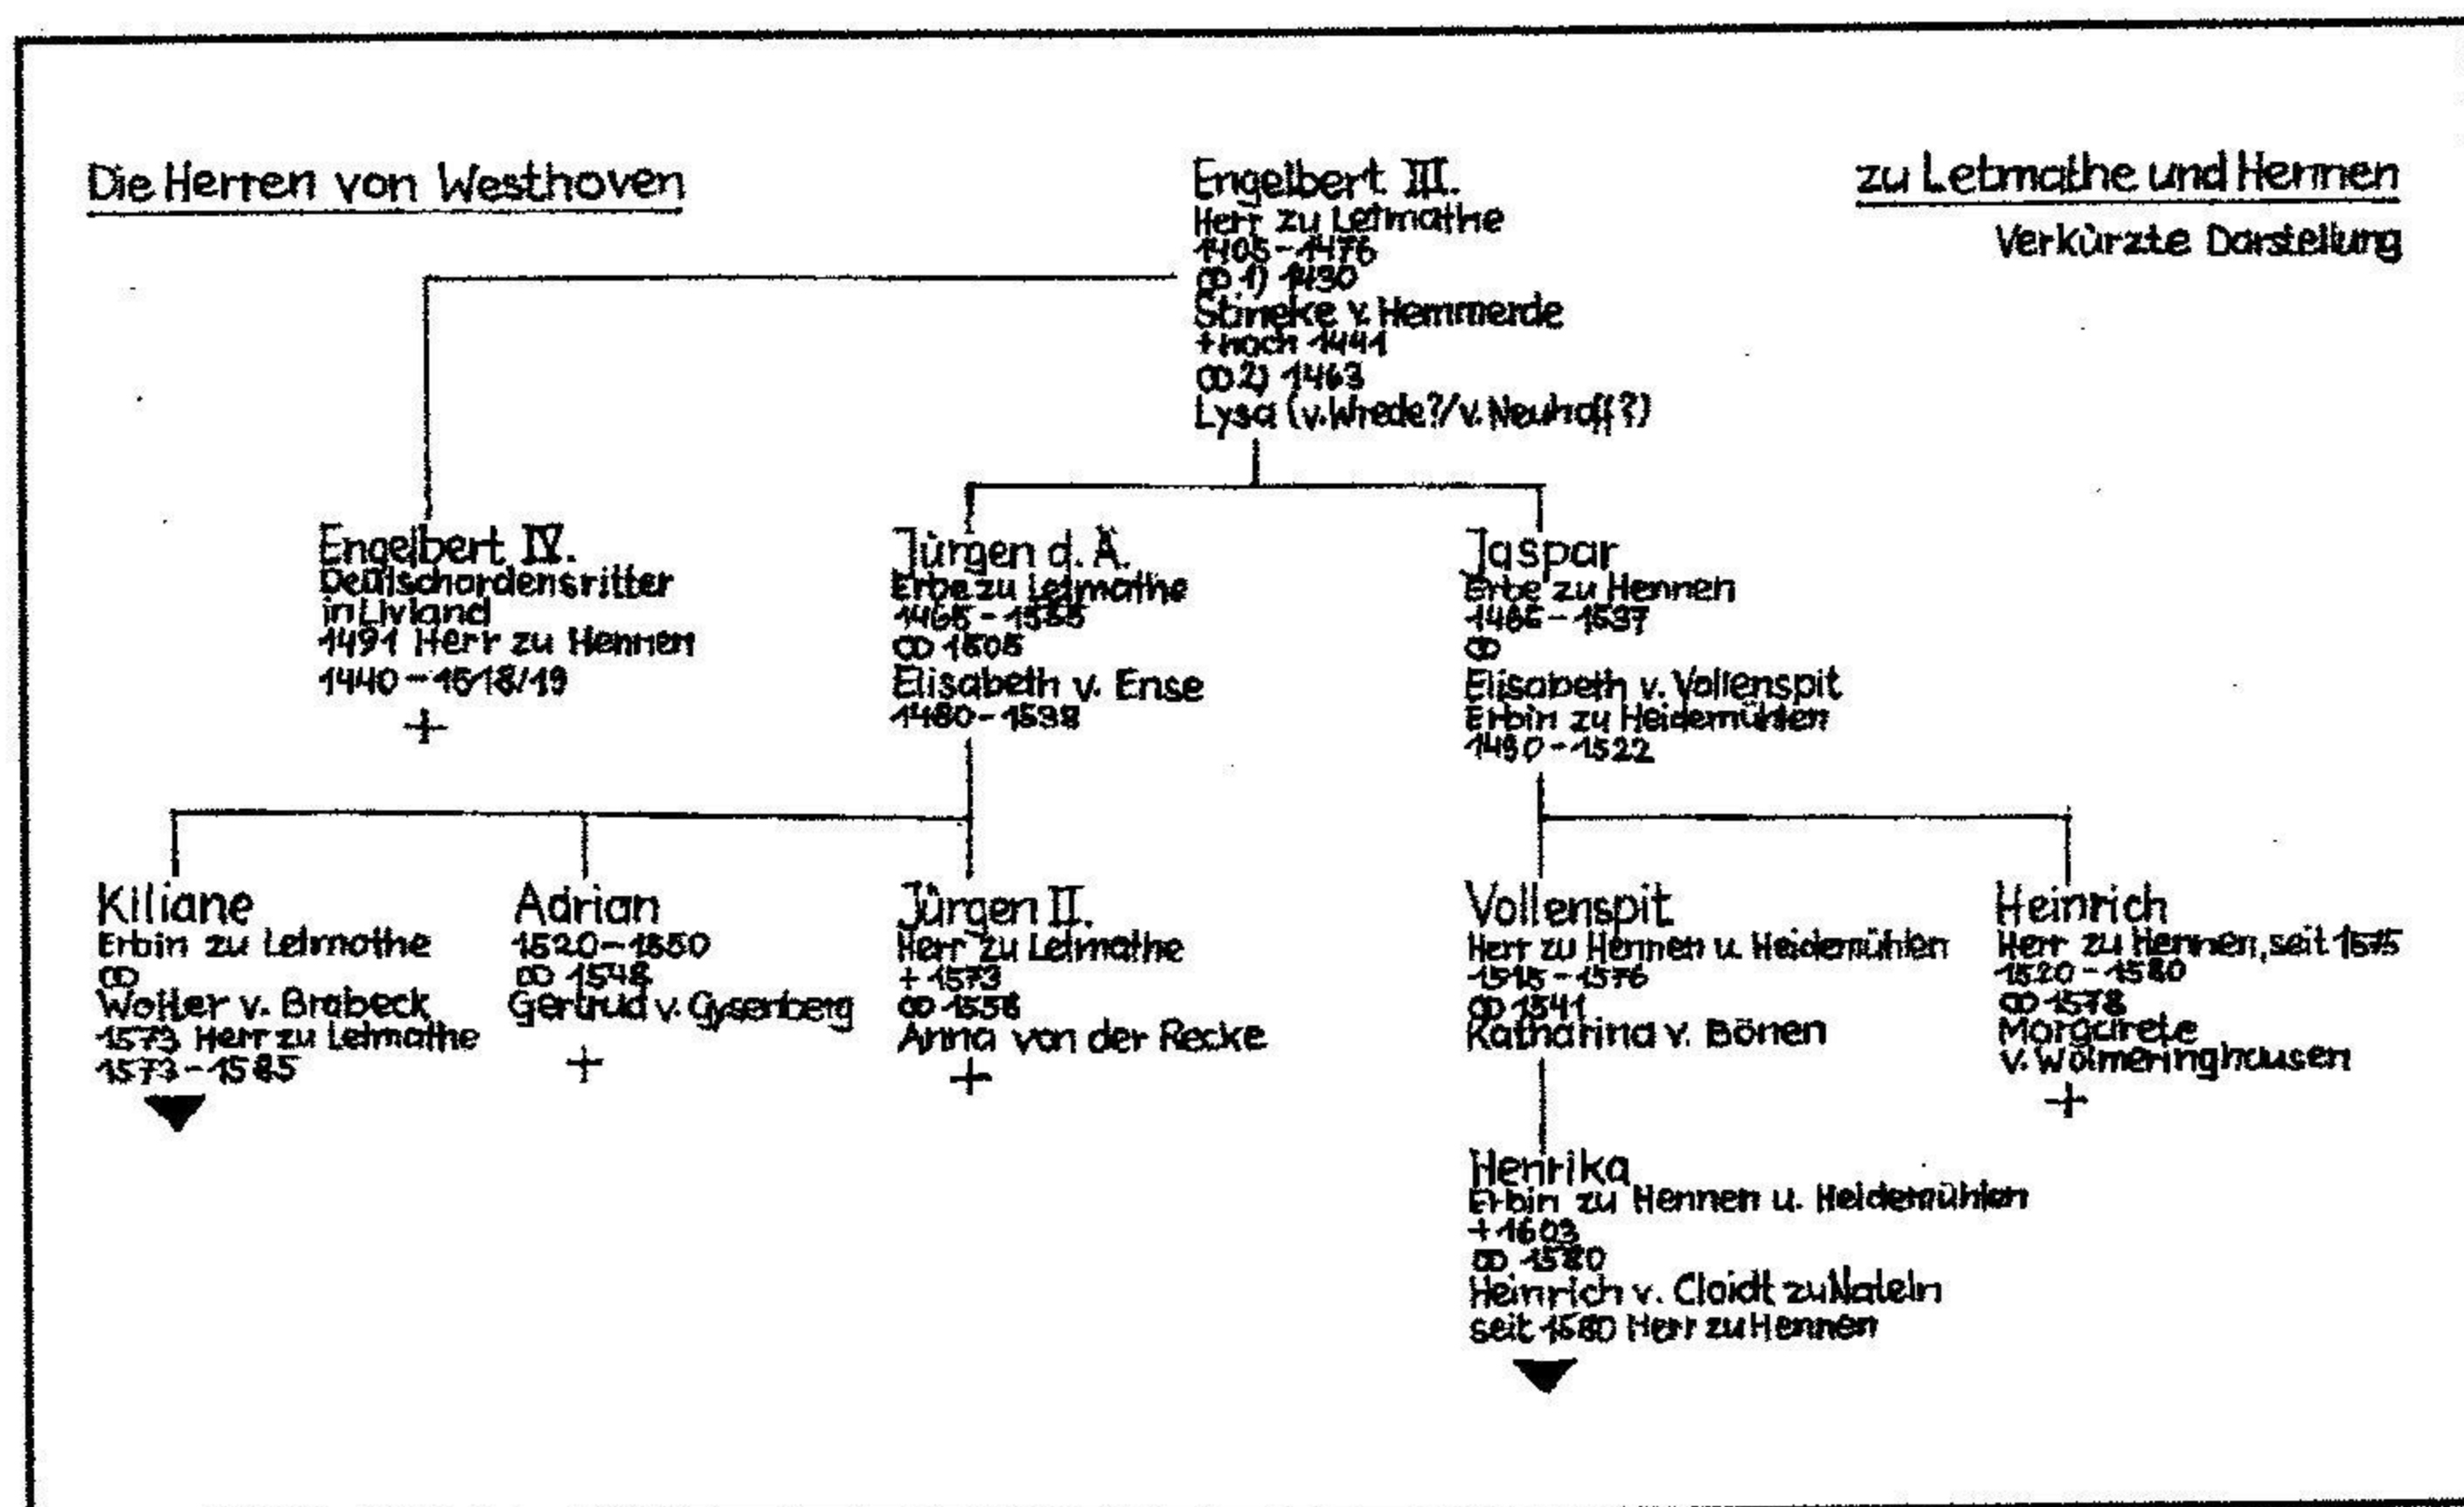 Die Herren von Westhoven
zu Letmathe und Hennen
Verkürzte Darstellung
Engelbert III.
Herr zu Letmathe
1405-1476
⚭ 1) 1430
Stineke v. Hemmerde
+ nach 1441
⚭ 2) 1463
Lysa (v. Wrede?/v. Neuhoff?)
Engelbert IV.
Deutschordensritter
in Livland
1491 Herr zu Hennen
1440-1518/19
+
Jürgen d. Ä.
Erbe zu Letmathe
⚭ 1505
Elisabeth v. Ense
1480-1538
Jaspar
Erbe zu Hennen
1466-1537
⚭
Elisabeth v. Vollenspit
Erbin zu Heidemühlen
1490-1522
Kiliane
Erbin zu Letmathe
⚭
Wolter v. Brabeck
1573 Herr zu Letmathe
1573-1585
Adrian
1520-1550
⚭ 1548
Gertrud v. Gysenberg
+
Jürgen II.
Herr zu Letmathe
+ 1573
⚭ 1556
Anna von der Recke
+
Vollenspit
Herr zu Hennen u. Heidemühlen
1515-1576
⚭ 1541
Katharina v. Bönen
Heinrich
Herr zu Hennen, seit 1575
1520-1580
⚭ 1578
Margarete
v. Wolmeringhausen
+
Henrika
Erbin zu Hennen u. Heidemühlen
+ 1603
⚭ 1580
Heinrich v. Cloidt zu Nateln
seit 1580 Herr zu Hennen